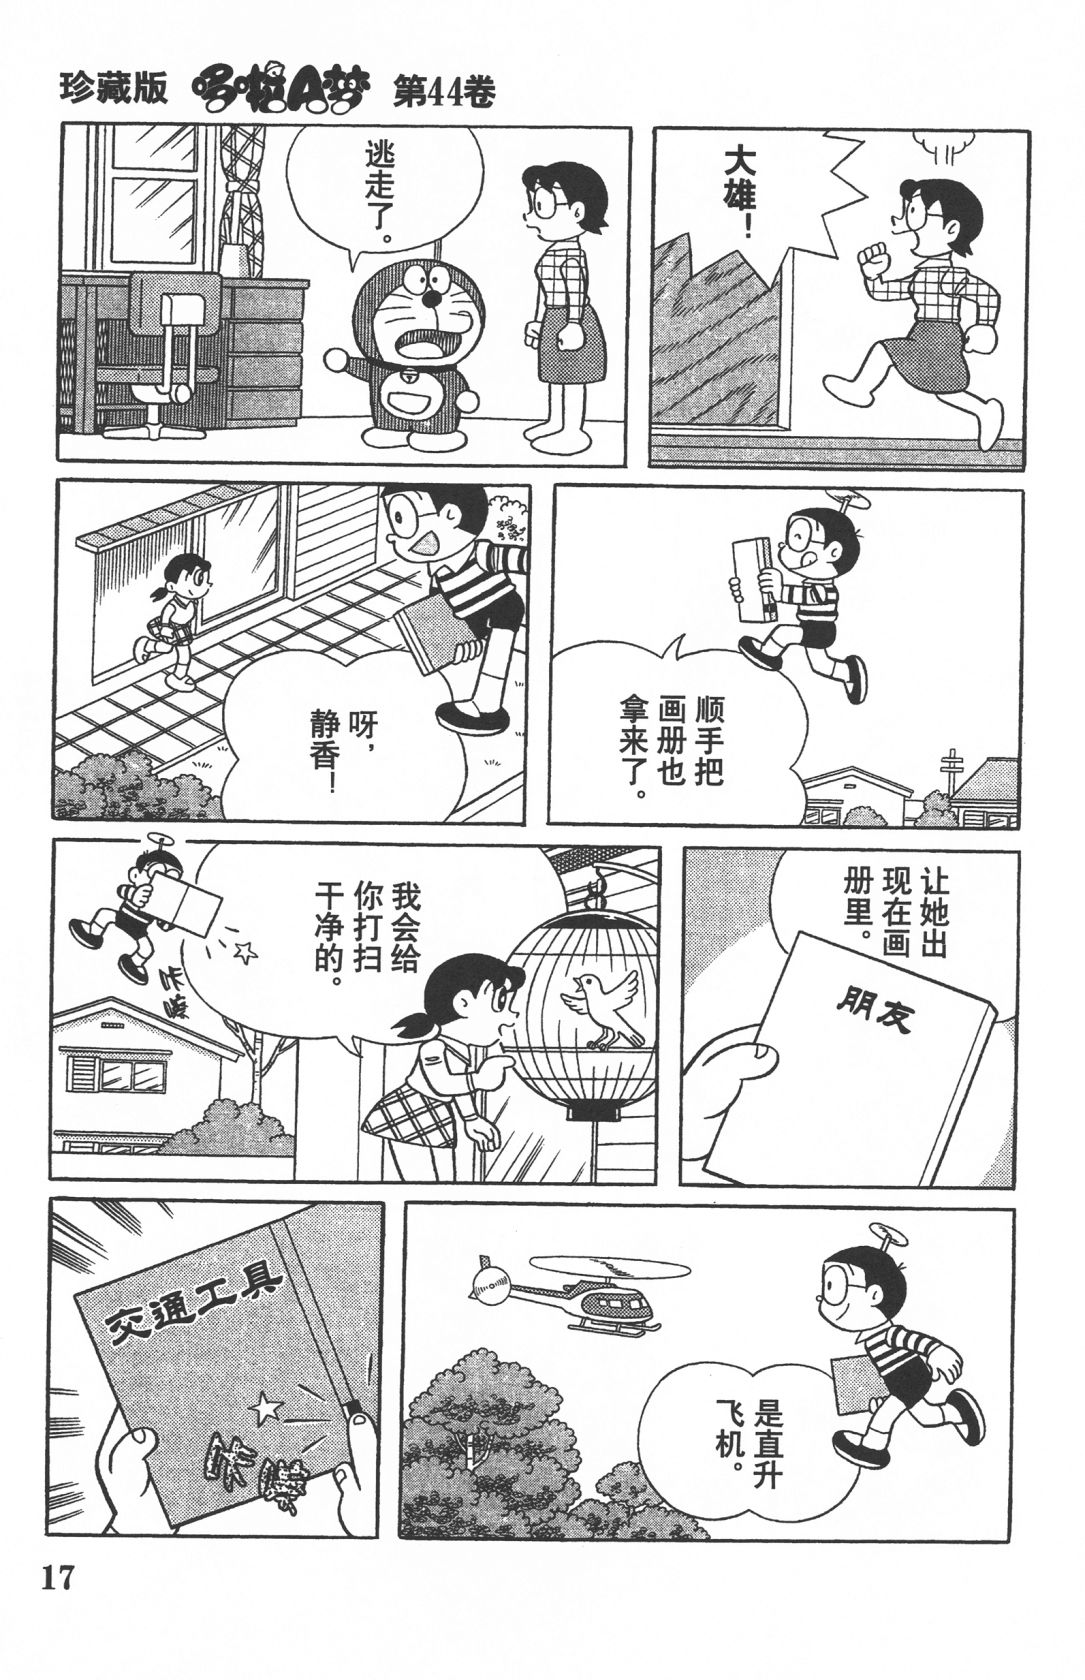 珍藏版 哆啦A梦 第44卷
大雄!
逃走了。
顺手把
画册也
拿来了。
呀,
静香!
让她出
现在画
册里。
朋友
我会给
你打扫
干净的。
咔嚓
是直升
飞机。
交通工具
咔嚓
17